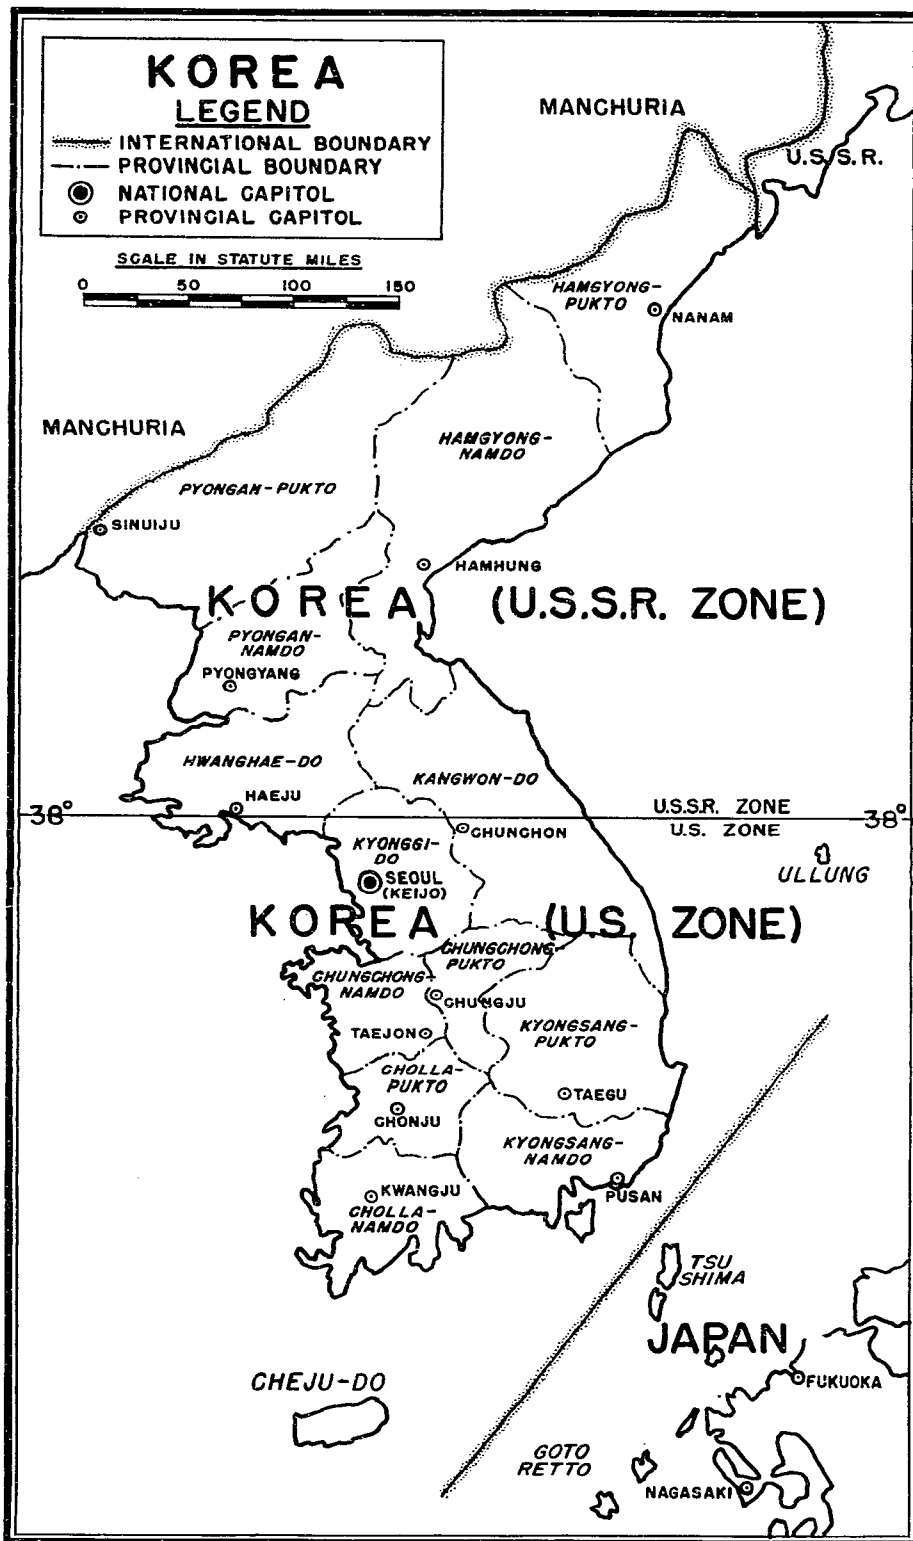 KOREA
LEGEND
INTERNATIONAL BOUNDARY
PROVINCIAL BOUNDARY
NATIONAL CAPITOL
PROVINCIAL CAPITOL
SCALE IN STATUTE MILES
0 50 100 150
MANCHURIA
U.S.S.R.
HAMGYONG-
PUKTO
NANAM
MANCHURIA
HAMGYONG-
NAMDO
PYONGAN-PUKTO
SINUIJU
HAMHUNG
KOREA (U.S.S.R. ZONE)
PYONGAN-
NAMDO
PYONGYANG
HWANGHAE-DO
KANGWON-DO
HAEJU
U.S.S.R. ZONE
38° 38°
U.S. ZONE
CHUNCHON
KYONGGI-
DO
SEOUL
(KEIJO)
ULLUNG
KOREA (U.S. ZONE)
CHUNGCHONG-
PUKTO
CHUNGCHONG-
NAMDO
CHUNGJU
KYONGSANG-
PUKTO
TAEJON
CHOLLA-
PUKTO
TAEGU
CHONJU
KYONGSANG-
NAMDO
PUSAN
KWANGJU
CHOLLA-
NAMDO
TSU
SHIMA
JAPAN
CHEJU-DO
FUKUOKA
GOTO
RETTO
NAGASAKI